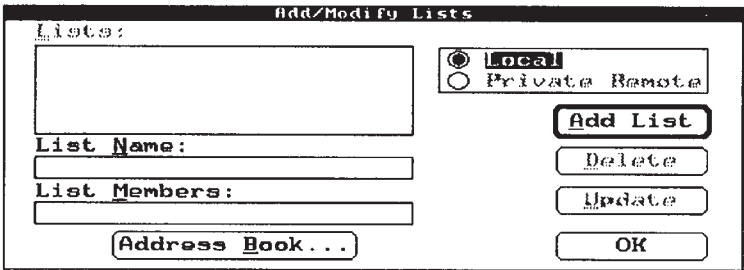 Add/Modify Lists
Lists:
Local
Private Remote
Add List
List Name:
Delete
List Members:
Update
Address Book...
OK